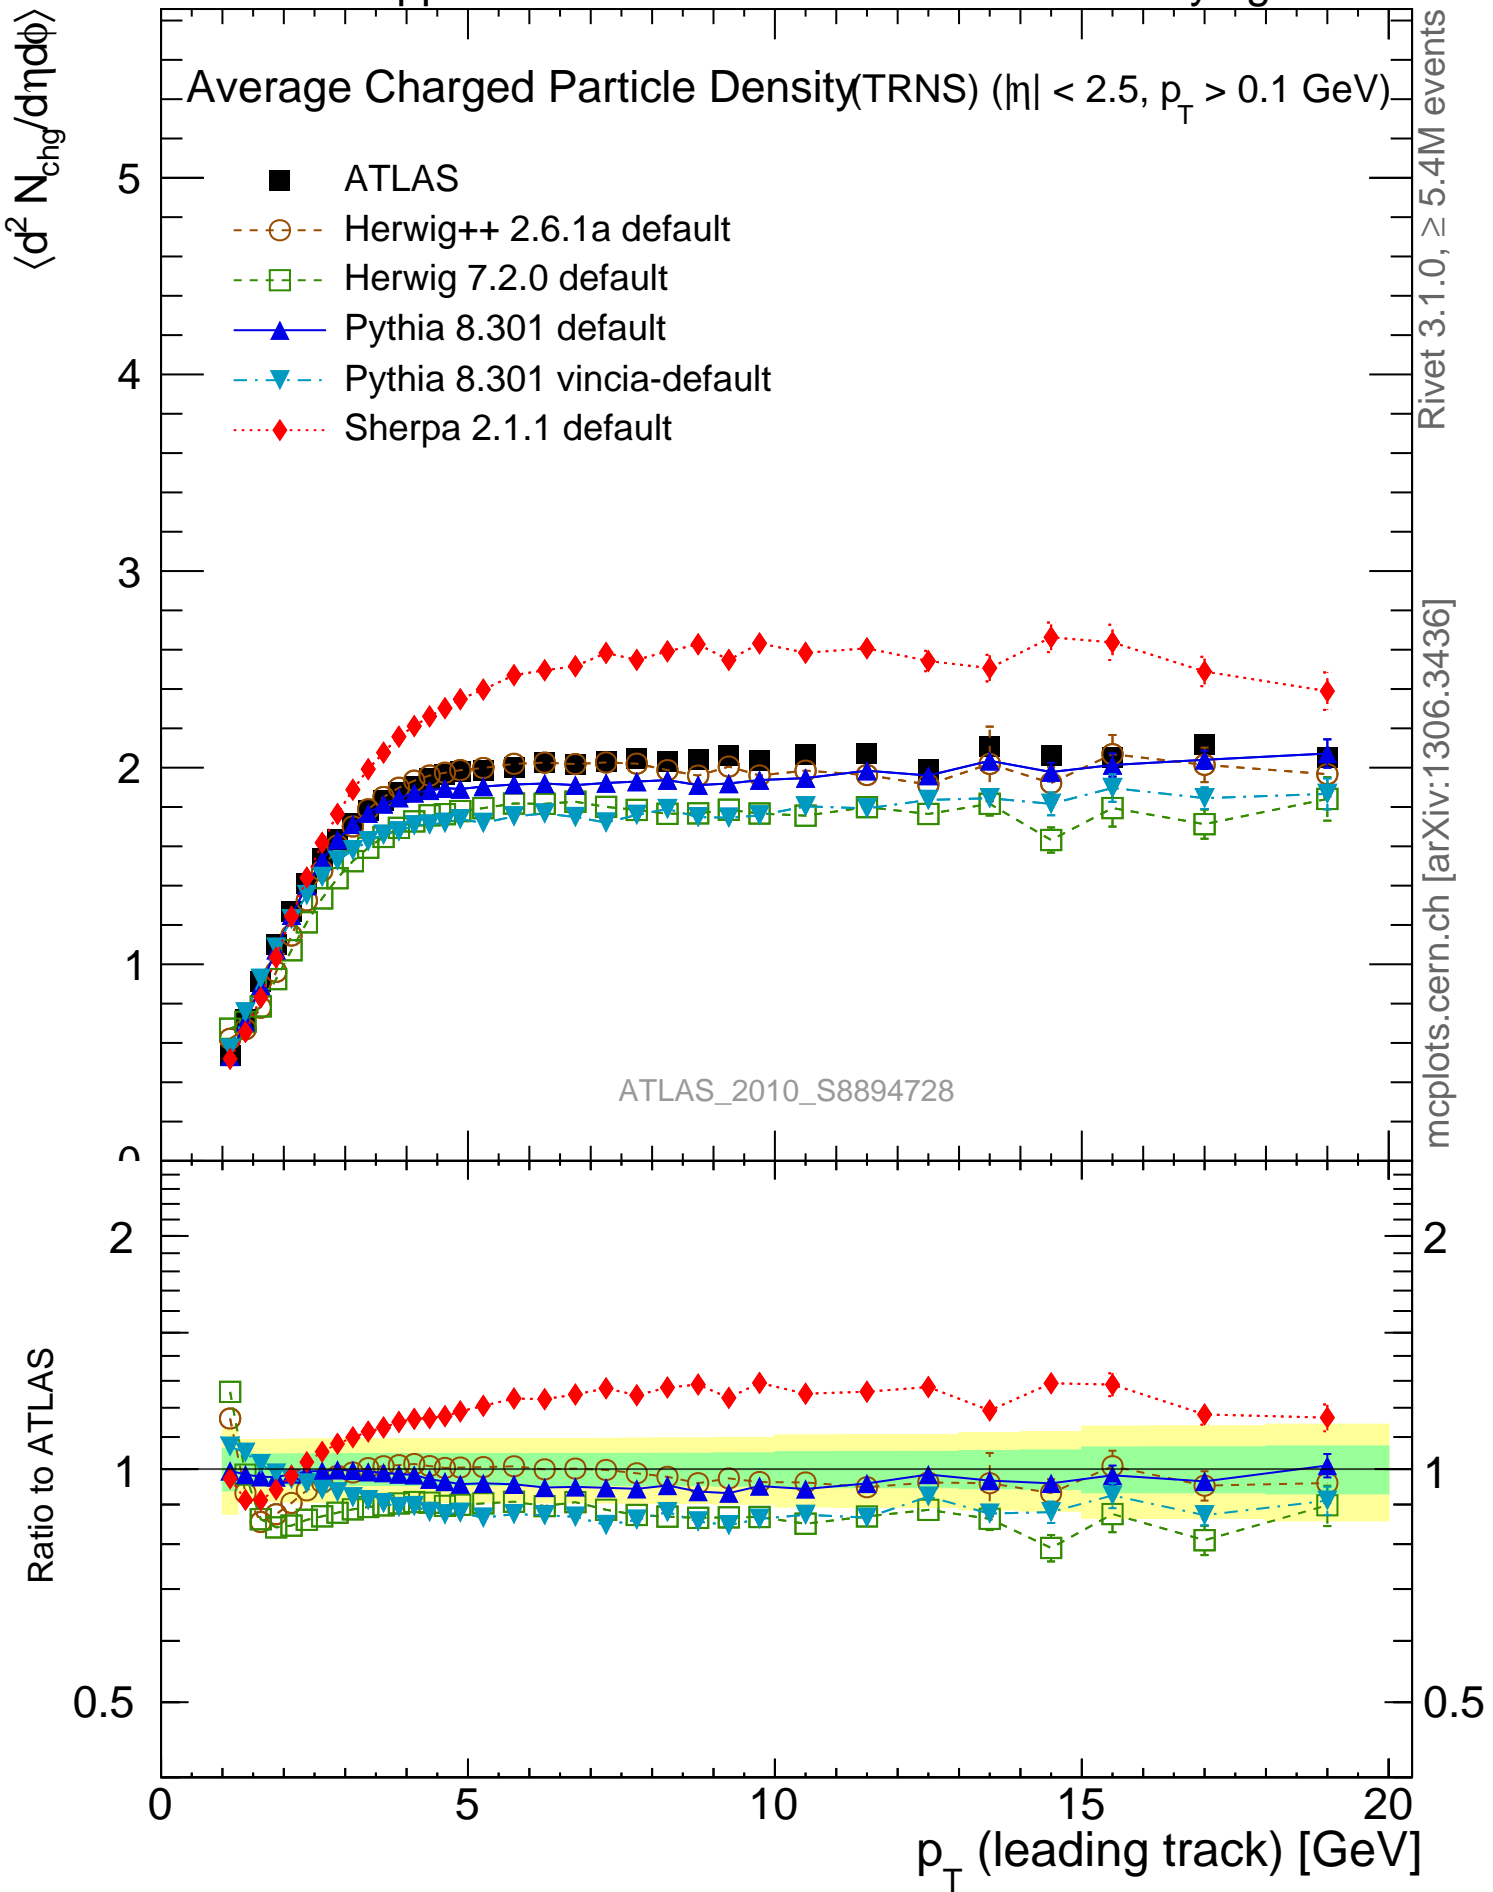 ⟨d² N_chg/dηdφ⟩
Average Charged Particle Density (TRNS) (|η| < 2.5, p_T > 0.1 GeV)
ATLAS
Herwig++ 2.6.1a default
Herwig 7.2.0 default
Pythia 8.301 default
Pythia 8.301 vincia-default
Sherpa 2.1.1 default
5
4
3
2
1
0
ATLAS_2010_S8894728
Rivet 3.1.0, ≥ 5.4M events
mcplots.cern.ch [arXiv:1306.3436]
Ratio to ATLAS
2
1
0.5
2
1
0.5
0
5
10
15
20
p_T (leading track) [GeV]